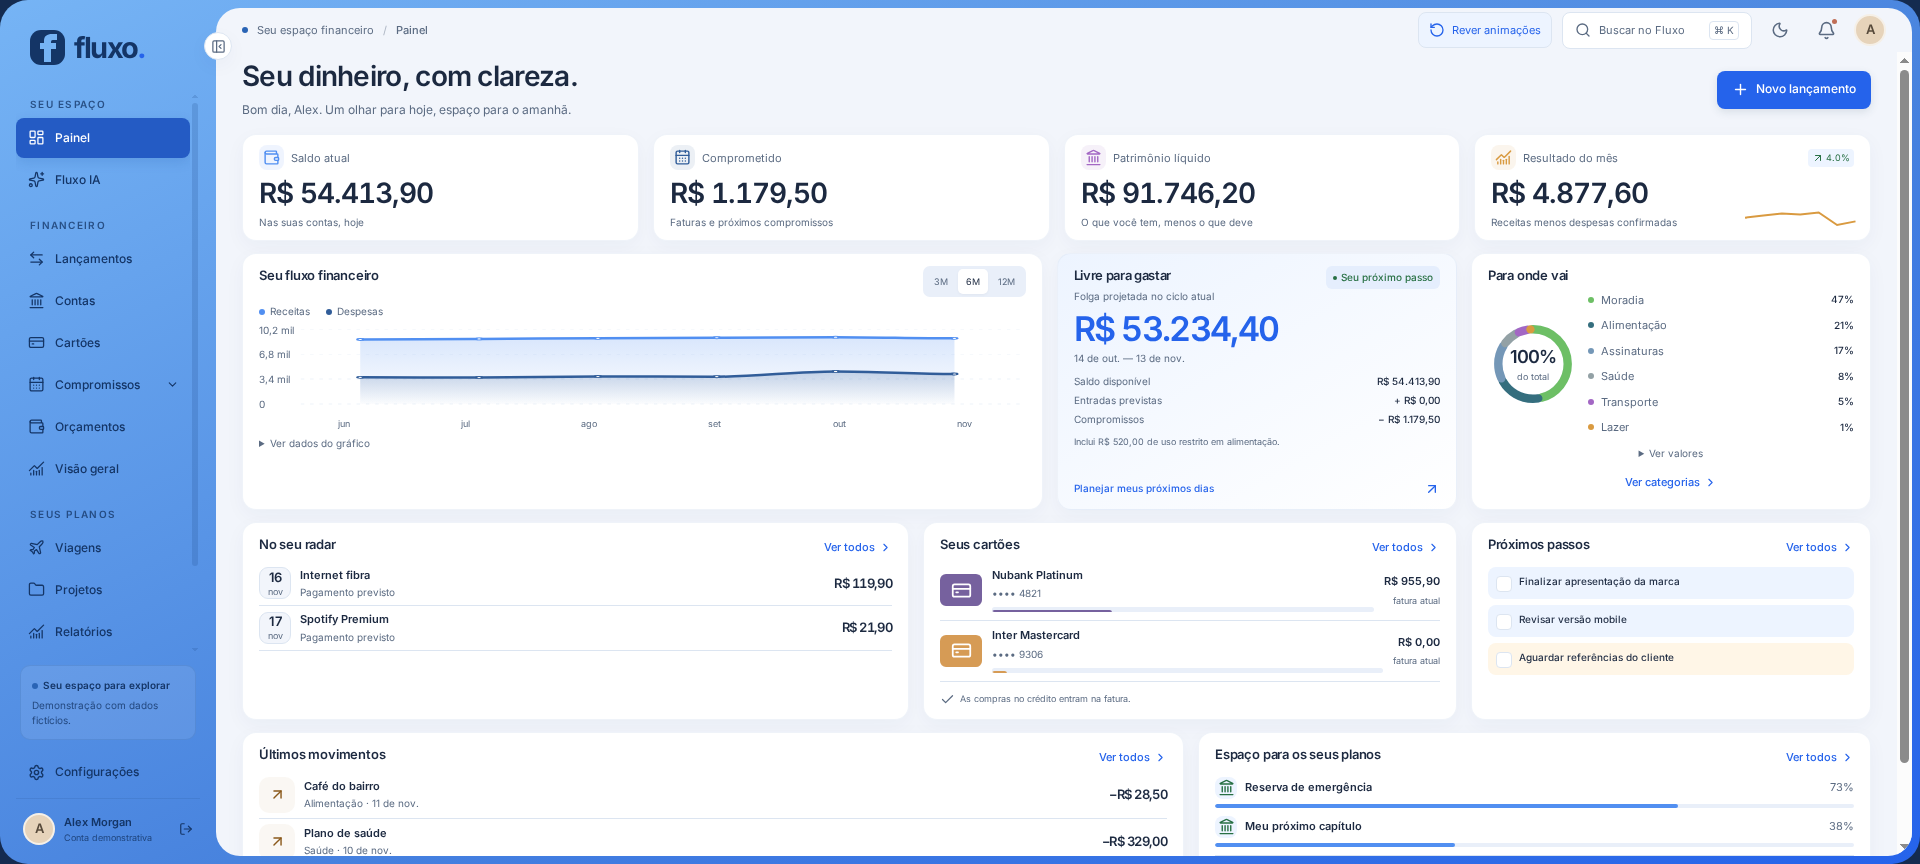 fluxo.
SEU ESPAÇO
Painel
Fluxo IA
FINANCEIRO
Lançamentos
Contas
Cartões
Compromissos
Orçamentos
Visão geral
SEUS PLANOS
Viagens
Projetos
Relatórios
Seu espaço para explorar
Demonstração com dados
fictícios.
Configurações
A
Alex Morgan
Conta demonstrativa
Seu espaço financeiro / Painel
Rever animações
Buscar no Fluxo
⌘ K
A
Seu dinheiro, com clareza.
Bom dia, Alex. Um olhar para hoje, espaço para o amanhã.
Novo lançamento
Saldo atual
R$ 54.413,90
Nas suas contas, hoje
Comprometido
R$ 1.179,50
Faturas e próximos compromissos
Patrimônio líquido
R$ 91.746,20
O que você tem, menos o que deve
Resultado do mês
4.0%
R$ 4.877,60
Receitas menos despesas confirmadas
Seu fluxo financeiro
3M 6M 12M
Receitas Despesas
10,2 mil
6,8 mil
3,4 mil
0
jun jul ago set out nov
Ver dados do gráfico
Livre para gastar
Seu próximo passo
Folga projetada no ciclo atual
R$ 53.234,40
14 de out. — 13 de nov.
Saldo disponível R$ 54.413,90
Entradas previstas + R$ 0,00
Compromissos − R$ 1.179,50
Inclui R$ 520,00 de uso restrito em alimentação.
Planejar meus próximos dias
Para onde vai
100%
do total
Moradia 47%
Alimentação 21%
Assinaturas 17%
Saúde 8%
Transporte 5%
Lazer 1%
Ver valores
Ver categorias
No seu radar
Ver todos
16 nov
Internet fibra
Pagamento previsto
R$ 119,90
17 nov
Spotify Premium
Pagamento previsto
R$ 21,90
Seus cartões
Ver todos
Nubank Platinum
•••• 4821
R$ 955,90
fatura atual
Inter Mastercard
•••• 9306
R$ 0,00
fatura atual
As compras no crédito entram na fatura.
Próximos passos
Ver todos
Finalizar apresentação da marca
Revisar versão mobile
Aguardar referências do cliente
Últimos movimentos
Ver todos
Café do bairro
Alimentação · 11 de nov.
−R$ 28,50
Plano de saúde
Saúde · 10 de nov.
−R$ 329,00
Espaço para os seus planos
Ver todos
Reserva de emergência
73%
Meu próximo capítulo
38%